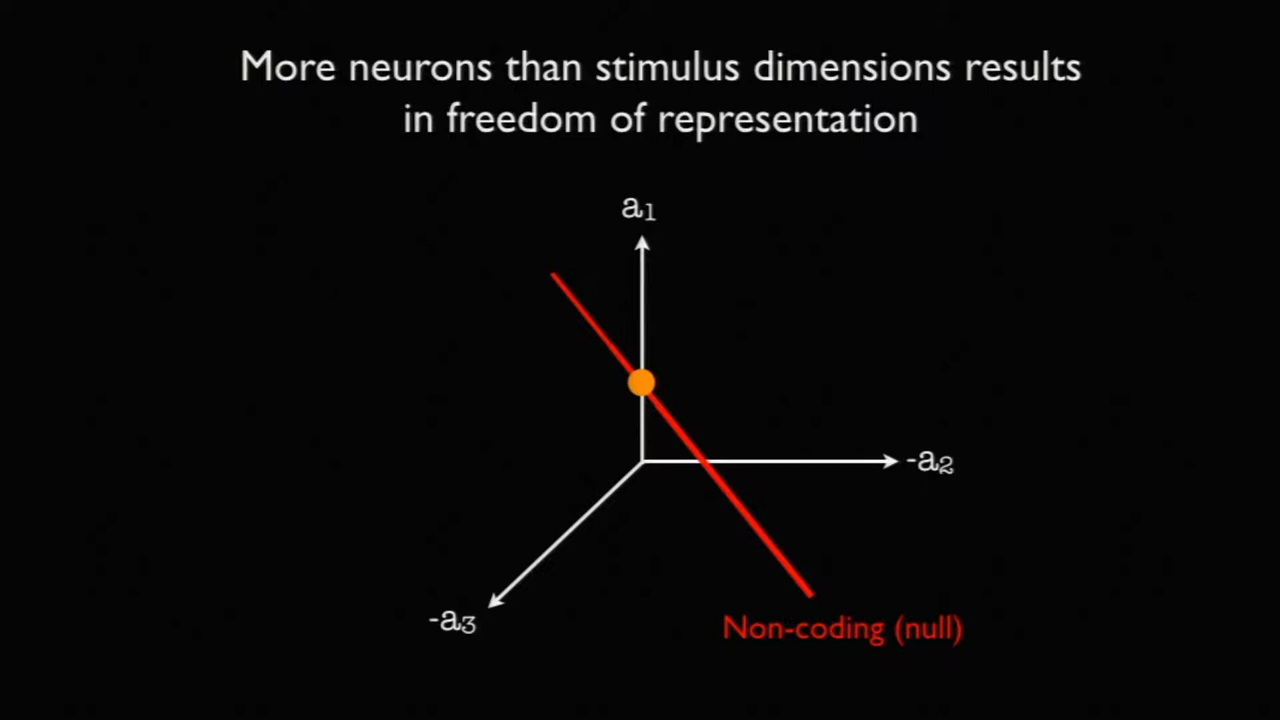 More neurons than stimulus dimensions results
in freedom of representation
a₁
-a₂
-a₃
Non-coding (null)